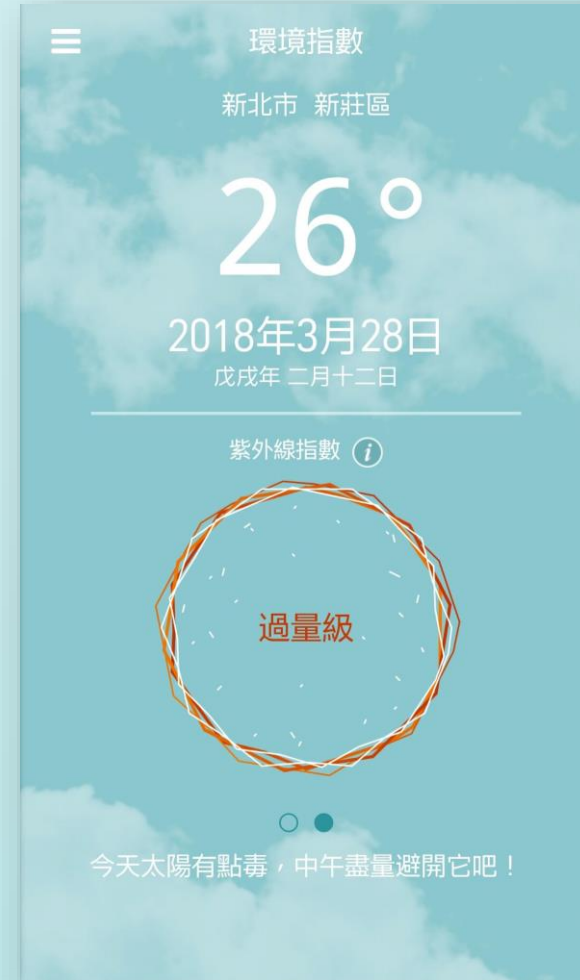 環境指數
新北市 新莊區
26°
2018年3月28日
戊戌年 二月十二日
紫外線指數 i
過量級
今天太陽有點毒，中午盡量避開它吧！